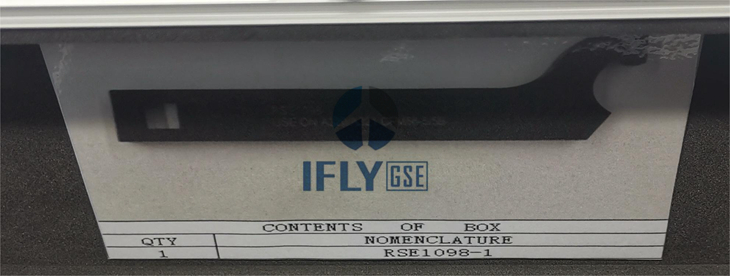 IFLY GSE
CONTENTS OF BOX
QTY NOMENCLATURE
1 RSE1098-1